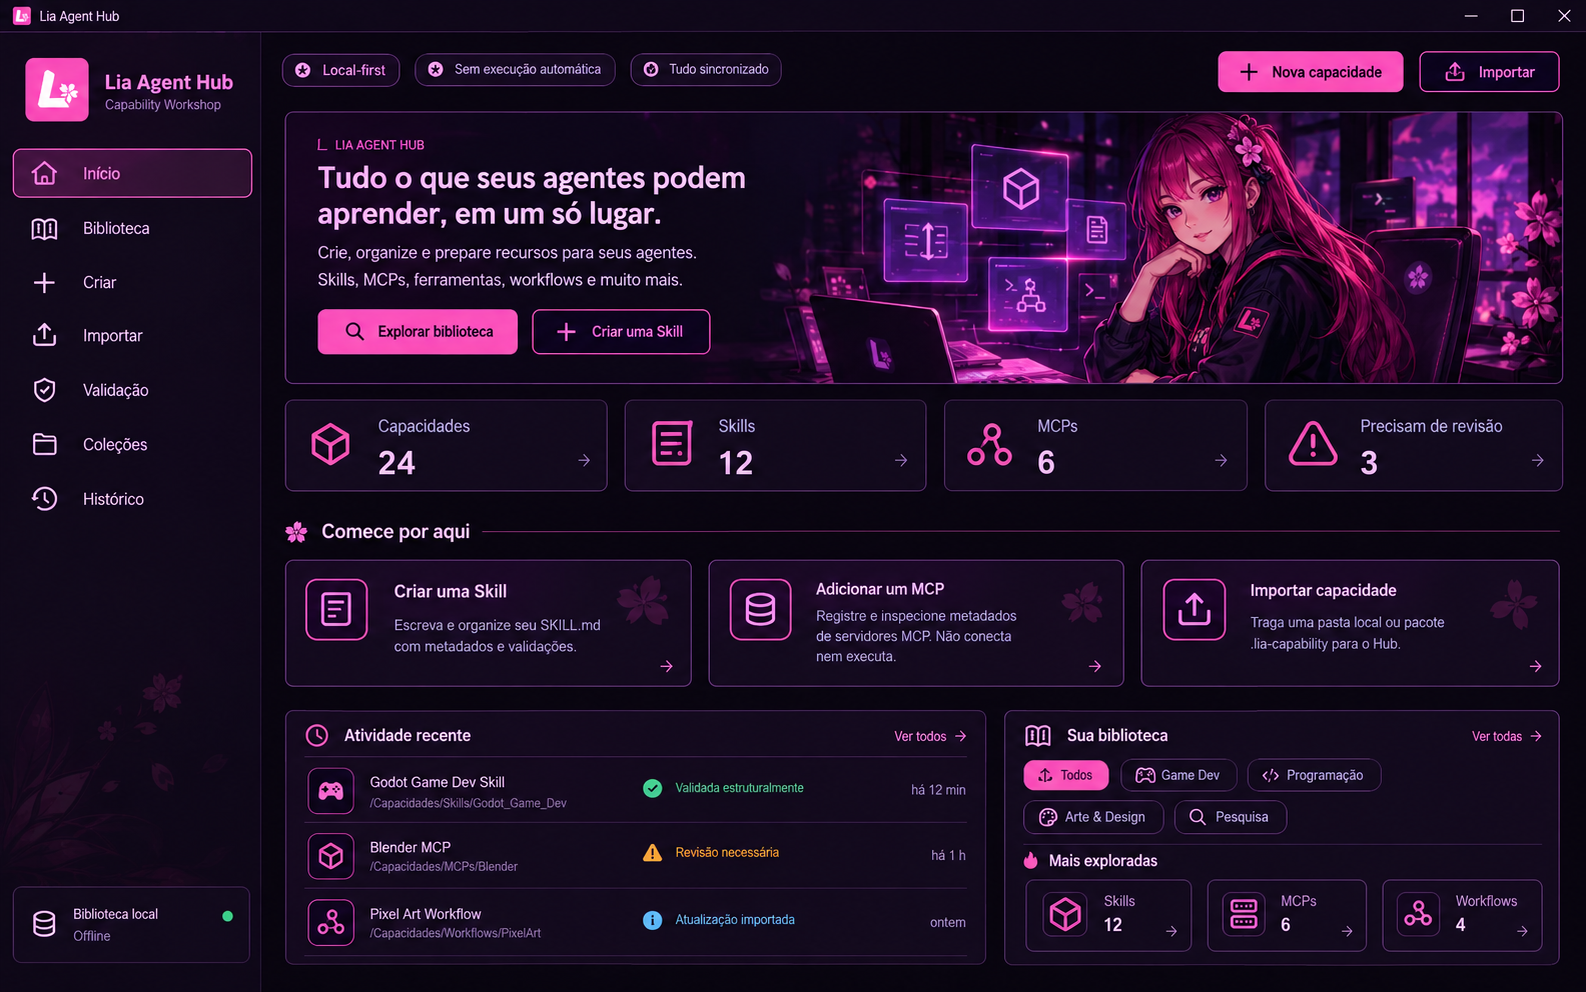 Lia Agent Hub
Lia Agent Hub
Capability Workshop
Início
Biblioteca
Criar
Importar
Validação
Coleções
Histórico
Biblioteca local
Offline
Local-first
Sem execução automática
Tudo sincronizado
Nova capacidade
Importar
LIA AGENT HUB
Tudo o que seus agentes podem
aprender, em um só lugar.
Crie, organize e prepare recursos para seus agentes.
Skills, MCPs, ferramentas, workflows e muito mais.
Explorar biblioteca
Criar uma Skill
Capacidades
24
Skills
12
MCPs
6
Precisam de revisão
3
Comece por aqui
Criar uma Skill
Escreva e organize seu SKILL.md
com metadados e validações.
Adicionar um MCP
Registre e inspecione metadados
de servidores MCP. Não conecta
nem executa.
Importar capacidade
Traga uma pasta local ou pacote
.lia-capability para o Hub.
Atividade recente
Ver todos
Godot Game Dev Skill
/Capacidades/Skills/Godot_Game_Dev
Validada estruturalmente
há 12 min
Blender MCP
/Capacidades/MCPs/Blender
Revisão necessária
há 1 h
Pixel Art Workflow
/Capacidades/Workflows/PixelArt
Atualização importada
ontem
Sua biblioteca
Ver todas
Todos
Game Dev
Programação
Arte & Design
Pesquisa
Mais exploradas
Skills
12
MCPs
6
Workflows
4